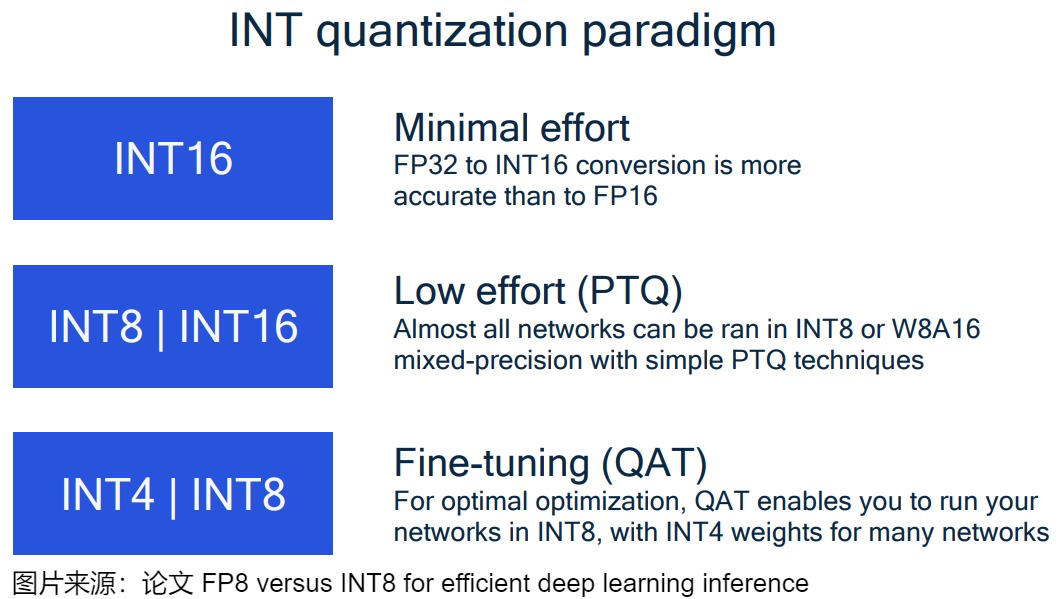 INT quantization paradigm
INT16
Minimal effort
FP32 to INT16 conversion is more
accurate than to FP16
INT8 | INT16
Low effort (PTQ)
Almost all networks can be ran in INT8 or W8A16
mixed-precision with simple PTQ techniques
INT4 | INT8
Fine-tuning (QAT)
For optimal optimization, QAT enables you to run your
networks in INT8, with INT4 weights for many networks
图片来源：论文 FP8 versus INT8 for efficient deep learning inference